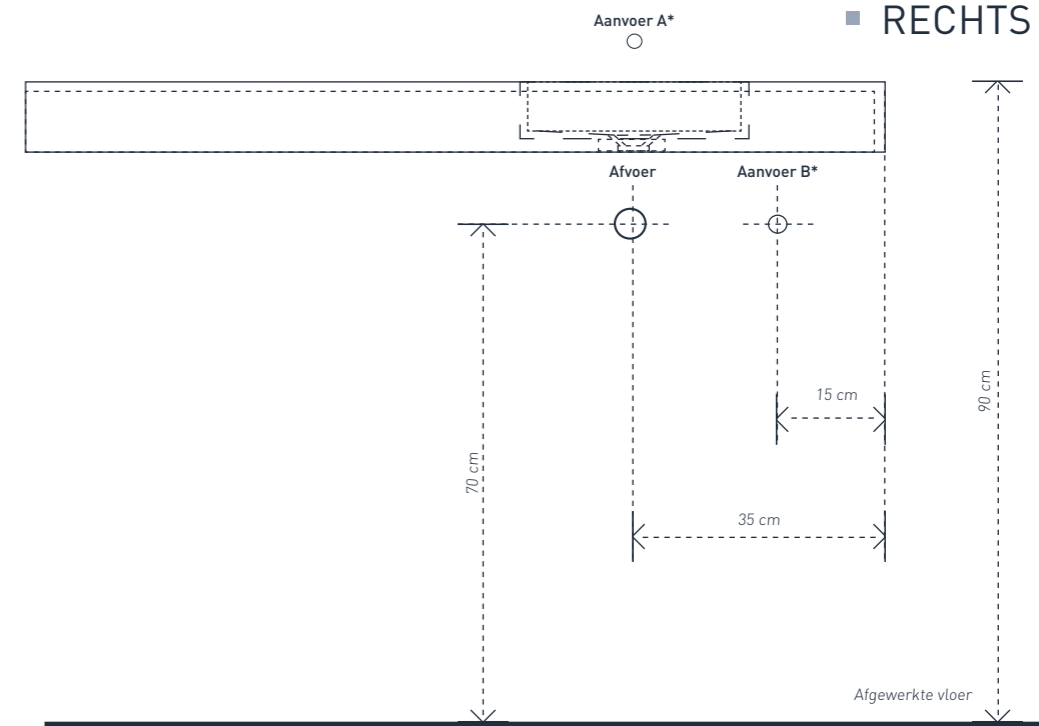 RECHTS
Aanvoer A*
Afvoer
Aanvoer B*
15 cm
90 cm
70 cm
35 cm
Afgewerkte vloer